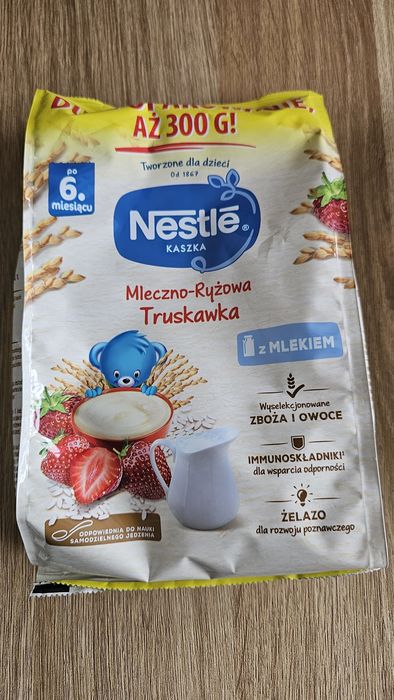 AŻ 300 G!
Tworzone dla dzieci
Od 1867
po
6.
miesiącu
Nestlé®
KASZKA
Mleczno-Ryżowa
Truskawka
z MLEKIEM
Wyselekcjonowane
ZBOŻA I OWOCE
IMMUNOSKŁADNIKI¹
dla wsparcia odporności
ŻELAZO
dla rozwoju poznawczego
ODPOWIEDNIA DO NAUKI
SAMODZIELNEGO JEDZENIA